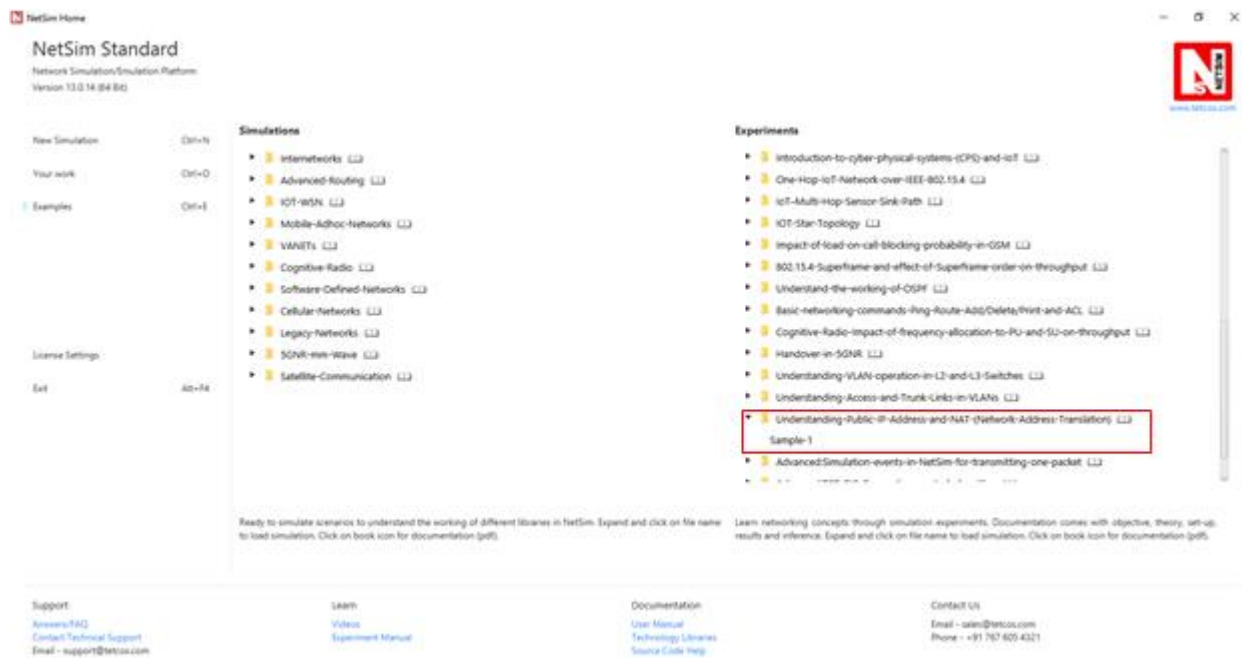 NetSim Home
NetSim Standard
Network Simulation/Emulation Platform
Version 13.0.14 (64 Bit)
NETSIM
www.tetcos.com
New Simulation Ctrl+N
Your work Ctrl+O
Examples Ctrl+E
License Settings
Exit Alt+F4
Simulations
Internetworks
Advanced-Routing
IOT-WSN
Mobile-Adhoc-Networks
VANETs
Cognitive-Radio
Software-Defined-Networks
Cellular-Networks
Legacy-Networks
5GNR-mm-Wave
Satellite-Communication
Ready to simulate scenarios to understand the working of different libraries in NetSim. Expand and click on file name
to load simulation. Click on book icon for documentation (pdf).
Experiments
Introduction-to-cyber-physical-systems-(CPS)-and-IoT
One-Hop-IoT-Network-over-IEEE-802.15.4
IoT-Multi-Hop-Sensor-Sink-Path
IOT-Star-Topology
Impact-of-load-on-call-blocking-probability-in-GSM
802.15.4-Superframe-and-effect-of-Superframe-order-on-throughput
Understand-the-working-of-OSPF
Basic-networking-commands-Ping-Route-Add/Delete/Print-and-ACL
Cognitive-Radio-Impact-of-frequency-allocation-to-PU-and-SU-on-throughput
Handover-in-5GNR
Understanding-VLAN-operation-in-L2-and-L3-Switches
Understanding-Access-and-Trunk-Links-in-VLANs
Understanding-Public-IP-Address-and-NAT-(Network-Address-Translation)
Sample-1
Advanced:Simulation-events-in-NetSim-for-transmitting-one-packet
Learn networking concepts through simulation experiments. Documentation comes with objective, theory, set-up,
results and inference. Expand and click on file name to load simulation. Click on book icon for documentation (pdf).
Support
Answers/FAQ
Contact Technical Support
Email - support@tetcos.com
Learn
Videos
Experiment Manual
Documentation
User Manual
Technology Libraries
Source Code Help
Contact Us
Email - sales@tetcos.com
Phone - +91 767 605 4321